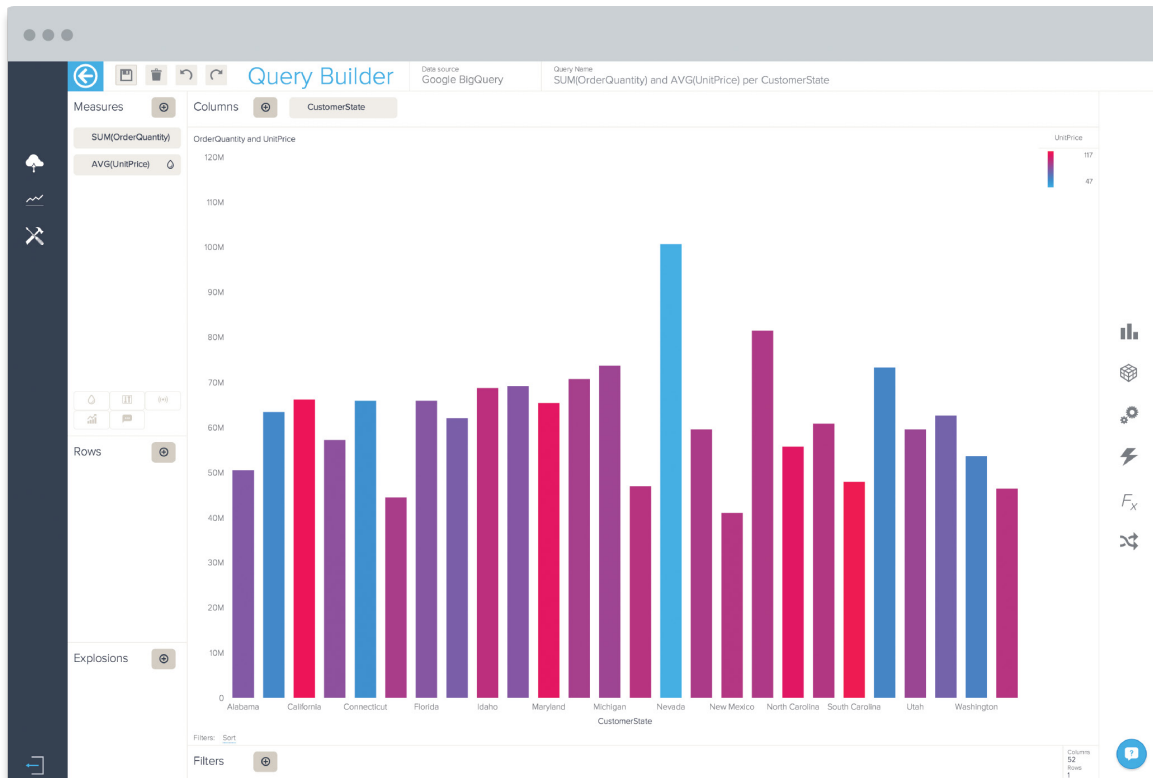 Query Builder
Data source
Google BigQuery
Query Name
SUM(OrderQuantity) and AVG(UnitPrice) per CustomerState
Measures
SUM(OrderQuantity)
AVG(UnitPrice)
Rows
Explosions
Columns
CustomerState
OrderQuantity and UnitPrice
UnitPrice
117
47
120M
110M
100M
90M
80M
70M
60M
50M
40M
30M
20M
10M
0
Alabama
California
Connecticut
Florida
Idaho
Maryland
Michigan
Nevada
New Mexico
North Carolina
South Carolina
Utah
Washington
CustomerState
Filters: Sort
Filters
Columns
52
Rows
1
Fx
?